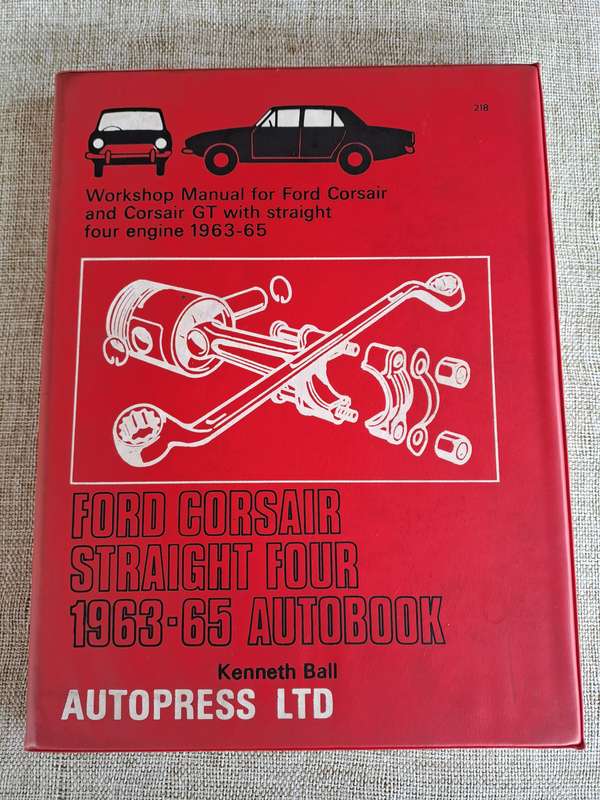 218
Workshop Manual for Ford Corsair
and Corsair GT with straight
four engine 1963-65
FORD CORSAIR
STRAIGHT FOUR
1963-65 AUTOBOOK
Kenneth Ball
AUTOPRESS LTD